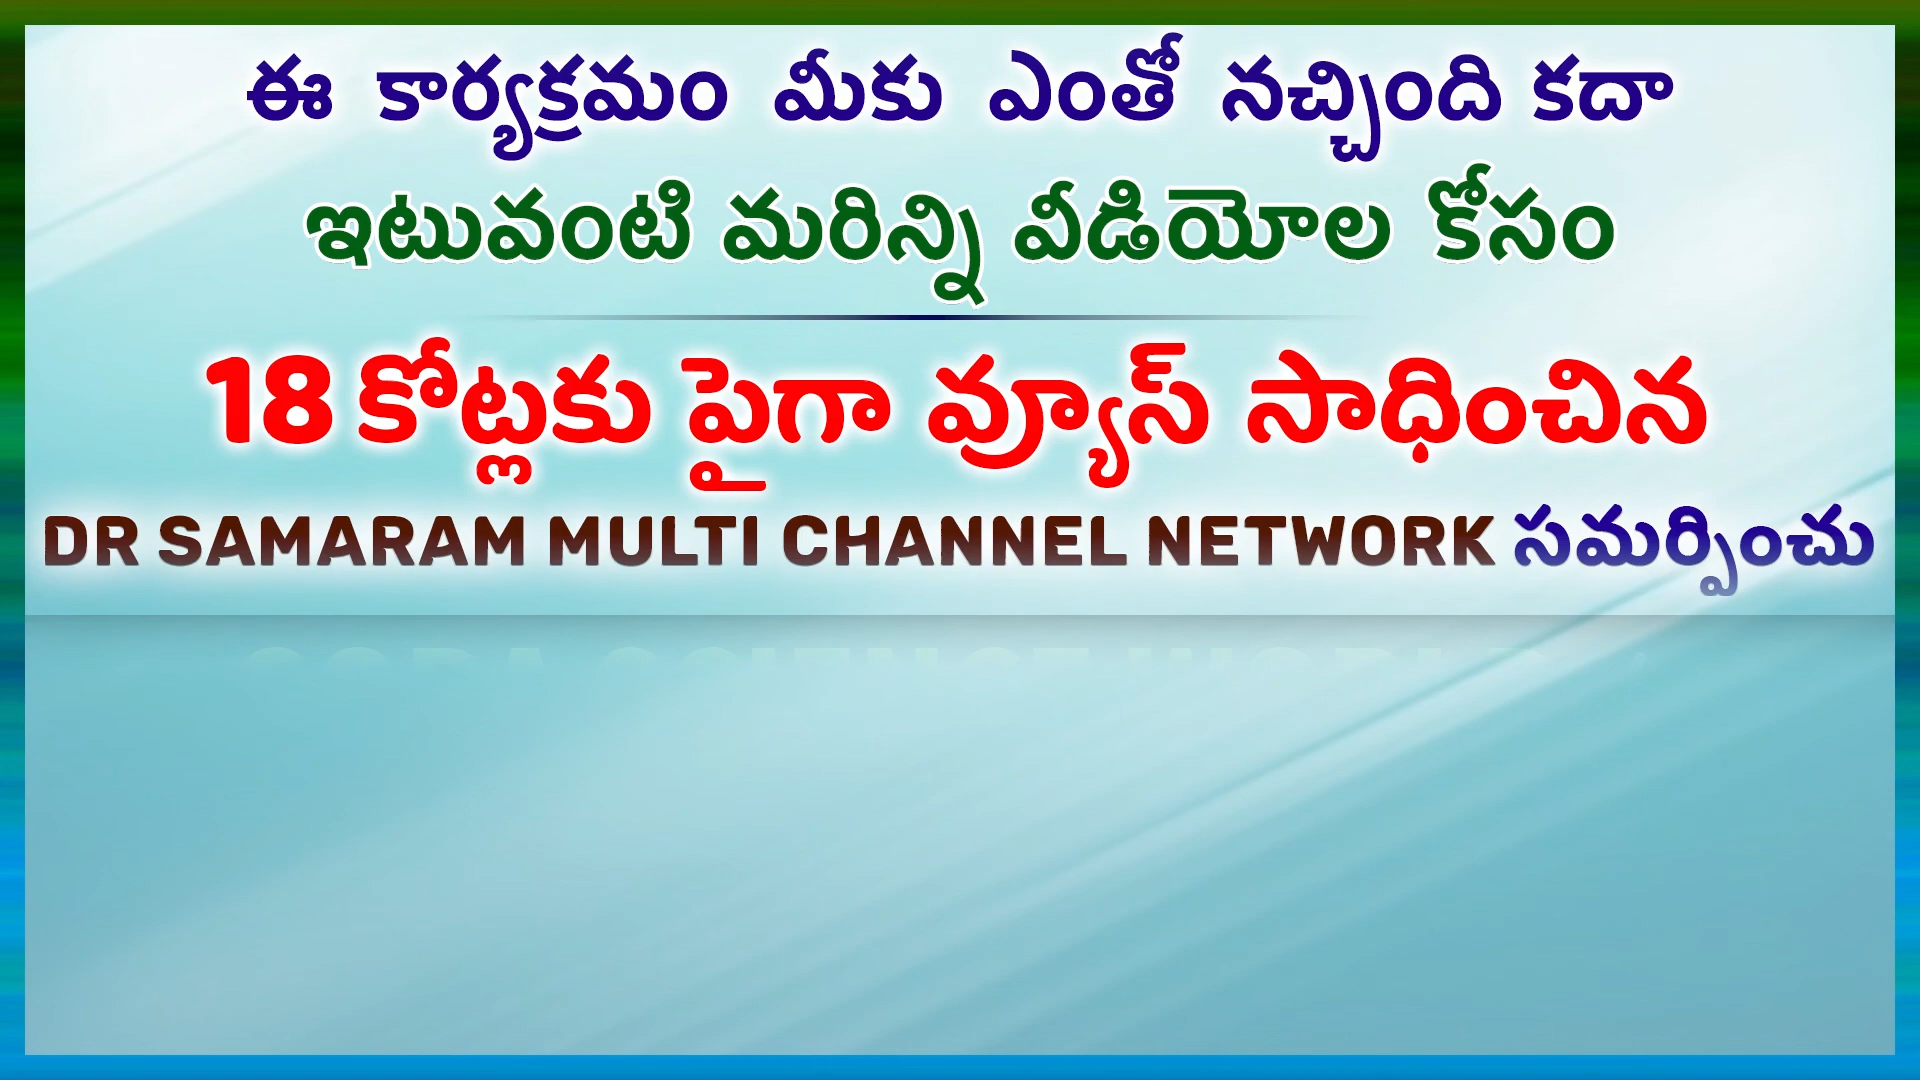 ఈ కార్యక్రమం మీకు ఎంతో నచ్చింది కదా
ఇటువంటి మరిన్ని వీడియోల కోసం
18 కోట్లకు పైగా వ్యూస్ సాధించిన
DR SAMARAM MULTI CHANNEL NETWORK సమర్పించు